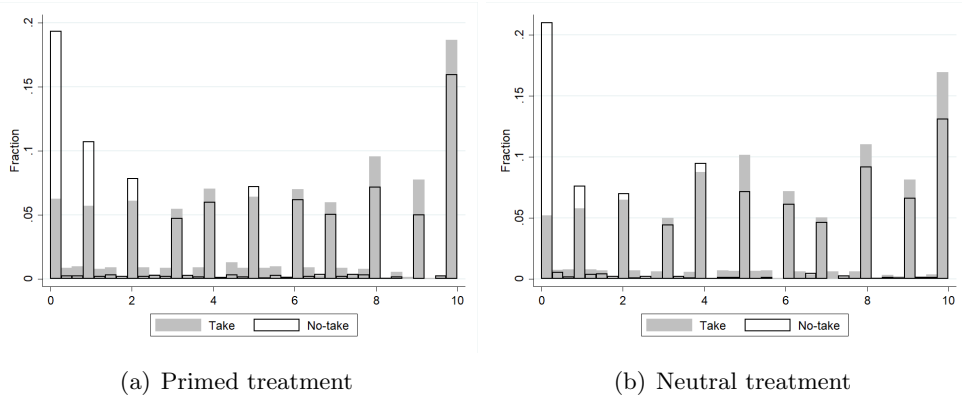 Fraction
.2
.15
.1
.05
0
0 2 4 6 8 10
Take No-take
(a) Primed treatment
Fraction
.2
.15
.1
.05
0
0 2 4 6 8 10
Take No-take
(b) Neutral treatment